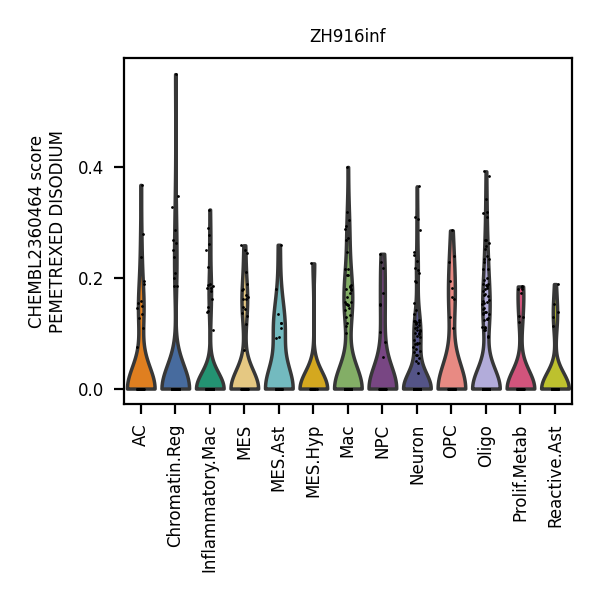 ZH916inf
CHEMBL2360464 score
PEMETREXED DISODIUM
0.4
0.2
0.0
AC
Chromatin.Reg
Inflammatory.Mac
MES
MES.Ast
MES.Hyp
Mac
NPC
Neuron
OPC
Oligo
Prolif.Metab
Reactive.Ast